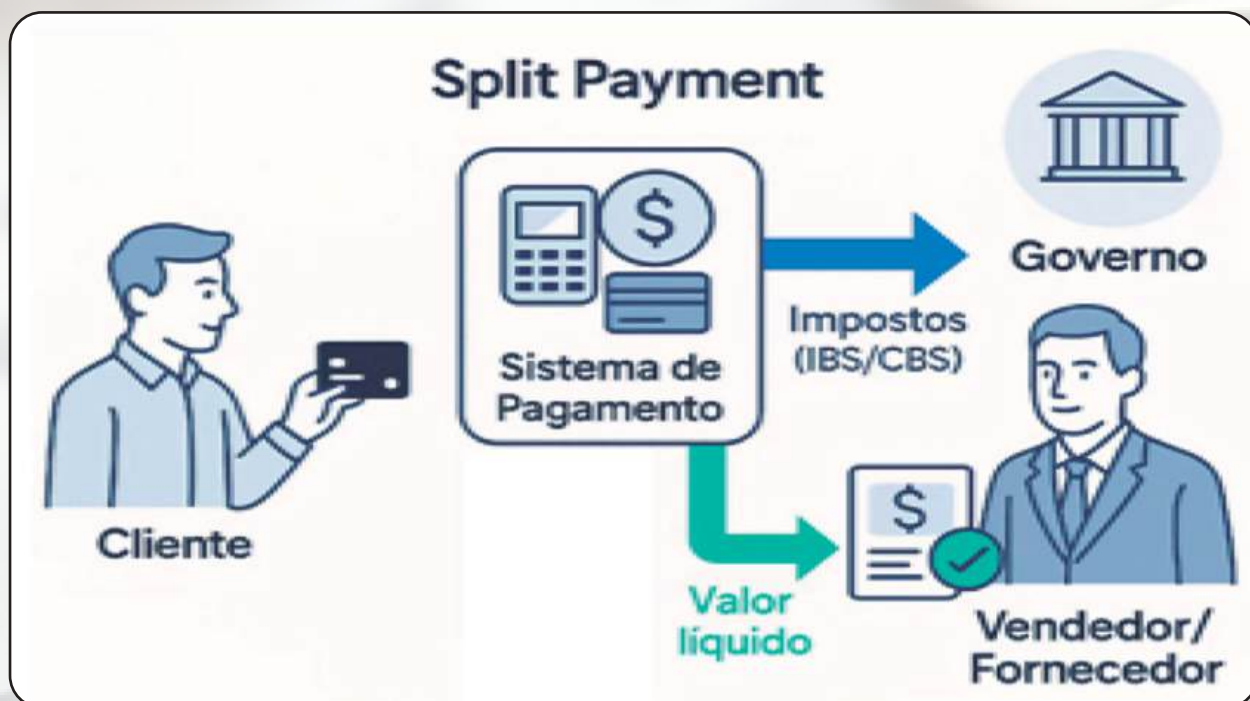 Split Payment
$
Sistema de
Pagamento
Cliente
Impostos
(IBS/CBS)
Governo
Valor
líquido
$
Vendedor/
Fornecedor